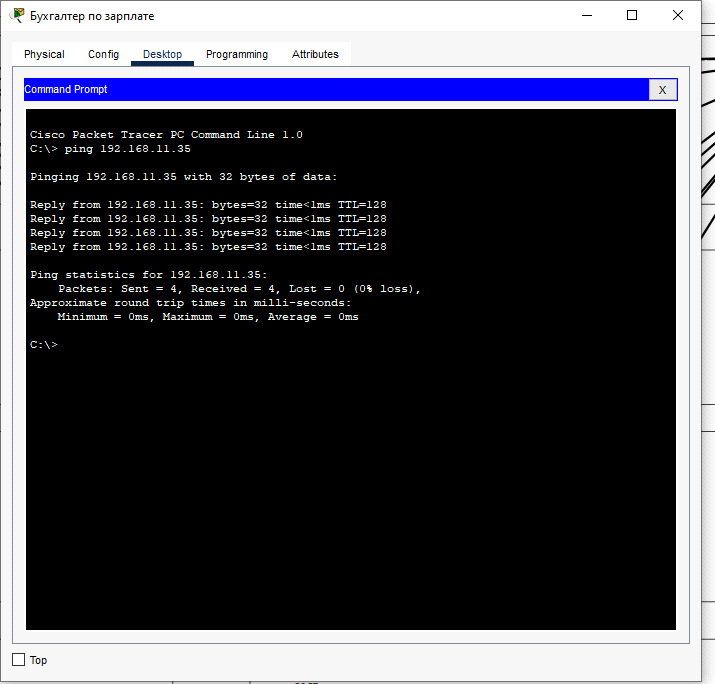 Бухгалтер по зарплате
Physical Config Desktop Programming Attributes
Command Prompt X
Cisco Packet Tracer PC Command Line 1.0
C:\> ping 192.168.11.35
Pinging 192.168.11.35 with 32 bytes of data:
Reply from 192.168.11.35: bytes=32 time<1ms TTL=128
Reply from 192.168.11.35: bytes=32 time<1ms TTL=128
Reply from 192.168.11.35: bytes=32 time<1ms TTL=128
Reply from 192.168.11.35: bytes=32 time<1ms TTL=128
Ping statistics for 192.168.11.35:
Packets: Sent = 4, Received = 4, Lost = 0 (0% loss),
Approximate round trip times in milli-seconds:
Minimum = 0ms, Maximum = 0ms, Average = 0ms
C:\>
Top